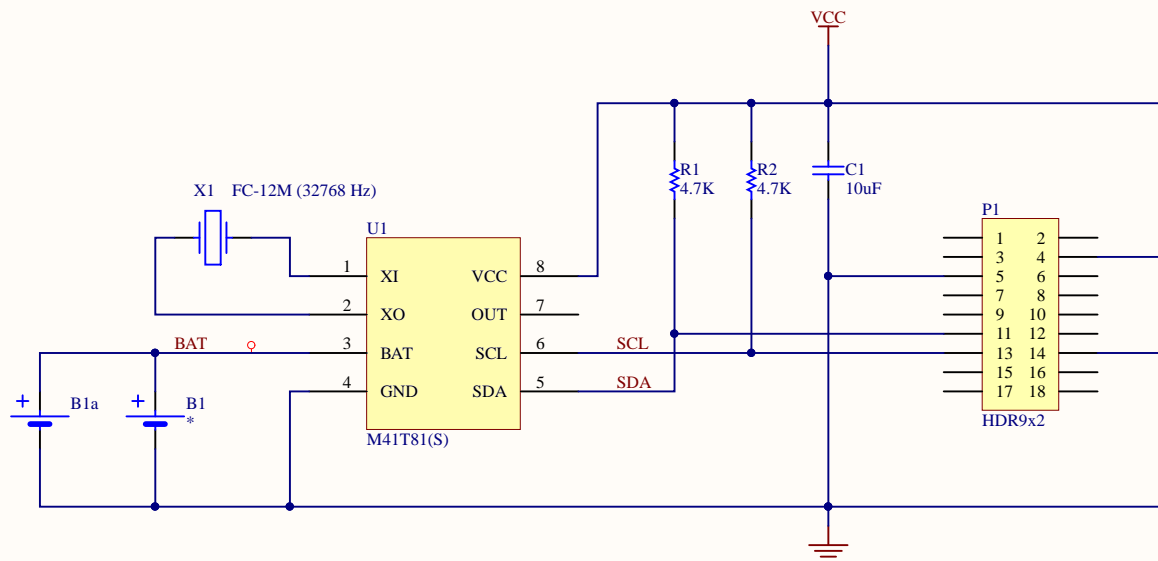 VCC
R1
4.7K
R2
4.7K
C1
10uF
X1 FC-12M (32768 Hz)
P1
1 2
3 4
5 6
7 8
9 10
11 12
13 14
15 16
17 18
HDR9x2
U1
1 XI VCC 8
2 XO OUT 7
3 BAT SCL 6
4 GND SDA 5
M41T81(S)
BAT
SCL
SDA
B1a
B1
*